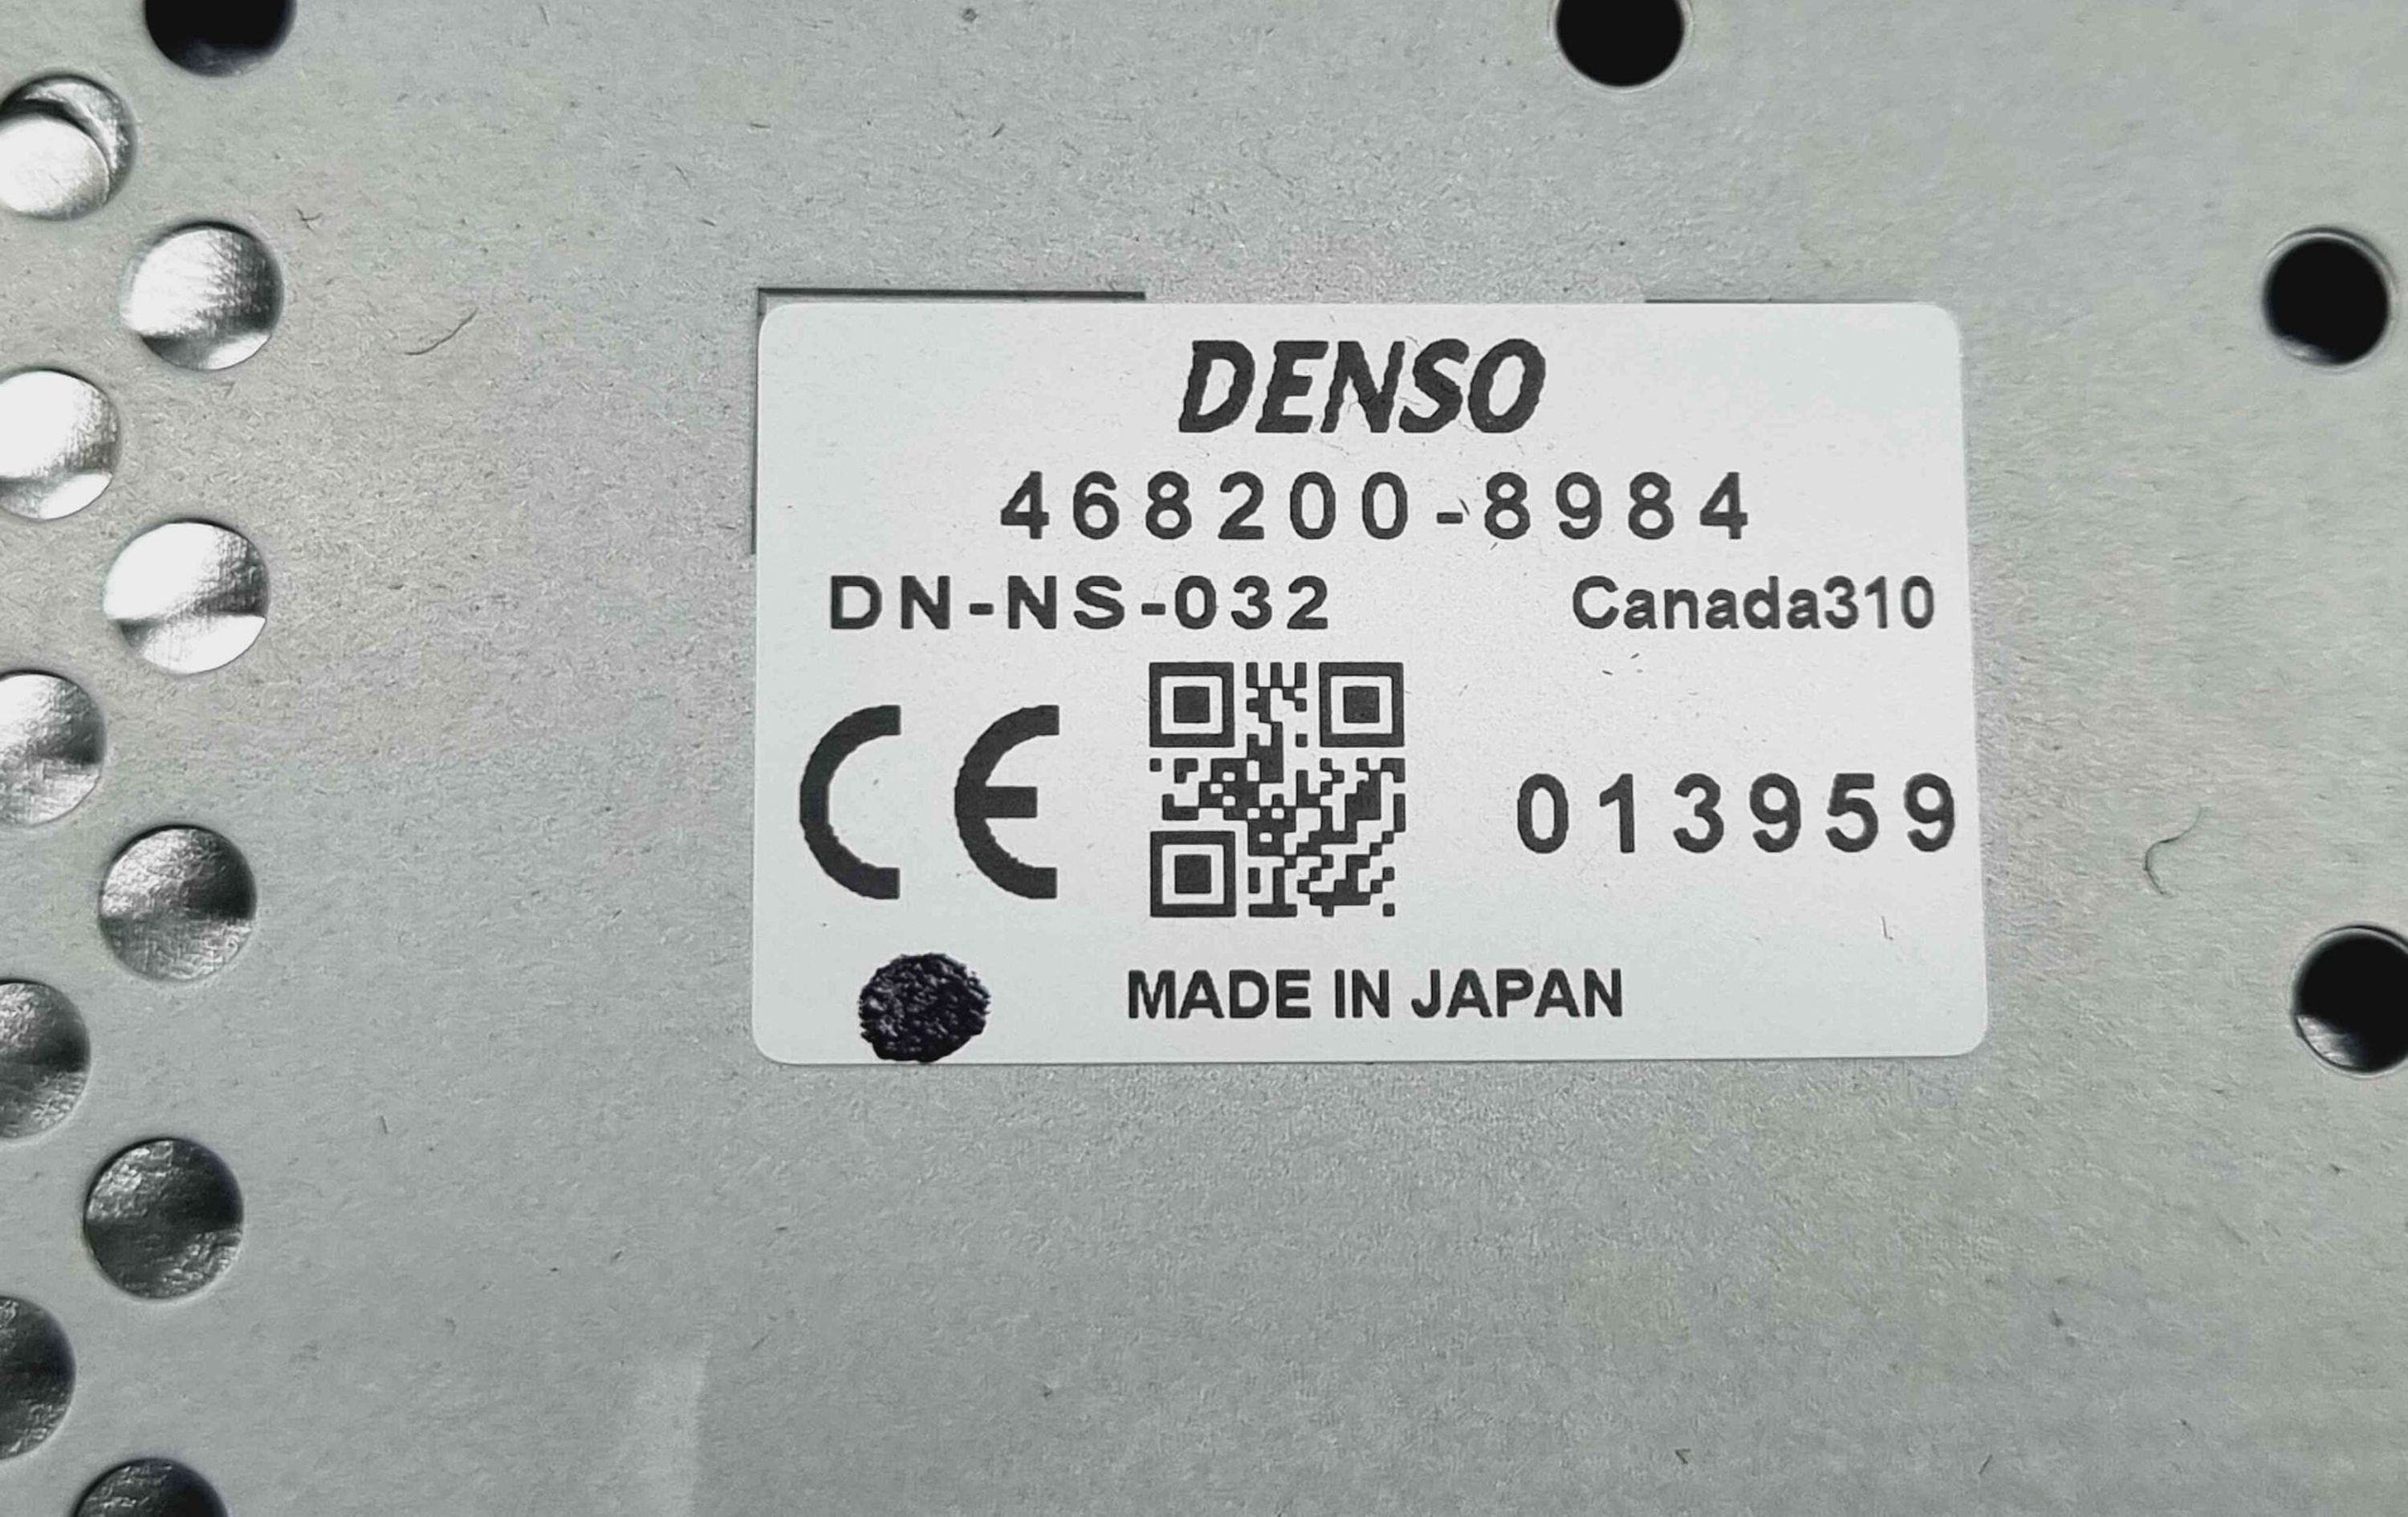 DENSO
468200-8984
DN-NS-032 Canada310
CE
013959
MADE IN JAPAN